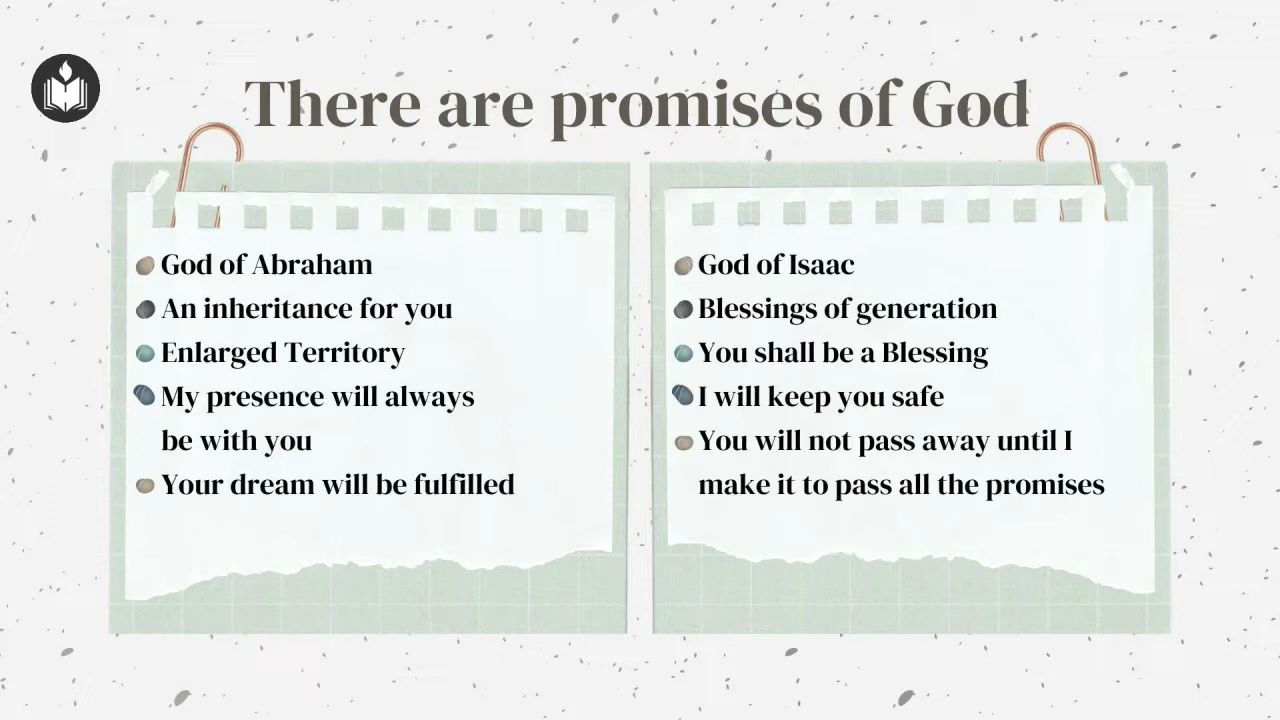 There are promises of God
God of Abraham
An inheritance for you
Enlarged Territory
My presence will always
be with you
Your dream will be fulfilled
God of Isaac
Blessings of generation
You shall be a Blessing
I will keep you safe
You will not pass away until I
make it to pass all the promises